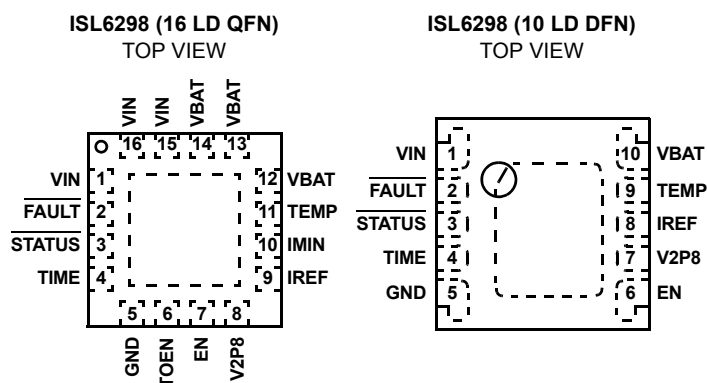 ISL6298 (16 LD QFN)
TOP VIEW
VIN
VIN
VBAT
VBAT
16
15
14
13
VIN 1
FAULT 2
STATUS 3
TIME 4
12 VBAT
11 TEMP
10 IMIN
9 IREF
5
6
7
8
GND
TOEN
EN
V2P8
ISL6298 (10 LD DFN)
TOP VIEW
VIN 1
FAULT 2
STATUS 3
TIME 4
GND 5
10 VBAT
9 TEMP
8 IREF
7 V2P8
6 EN